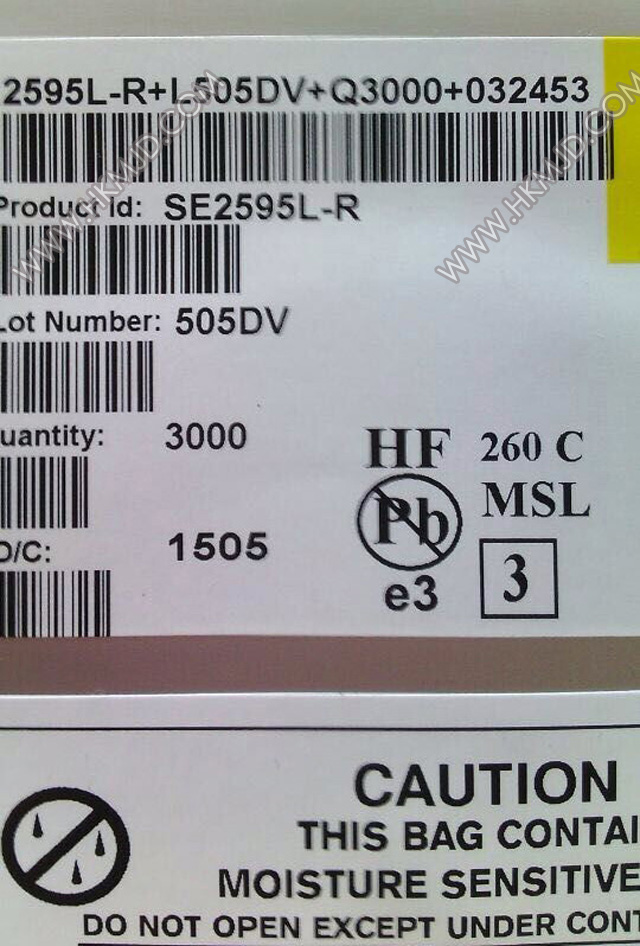 2595L-R+L505DV+Q3000+032453
Product Id: SE2595L-R
Lot Number: 505DV
uantity: 3000
D/C: 1505
HF 260 C
Pb MSL
e3 3
CAUTION
THIS BAG CONTAI
MOISTURE SENSITIVE
DO NOT OPEN EXCEPT UNDER CONT
WWW.HKMJD.COM
WWW.HKMJD.COM